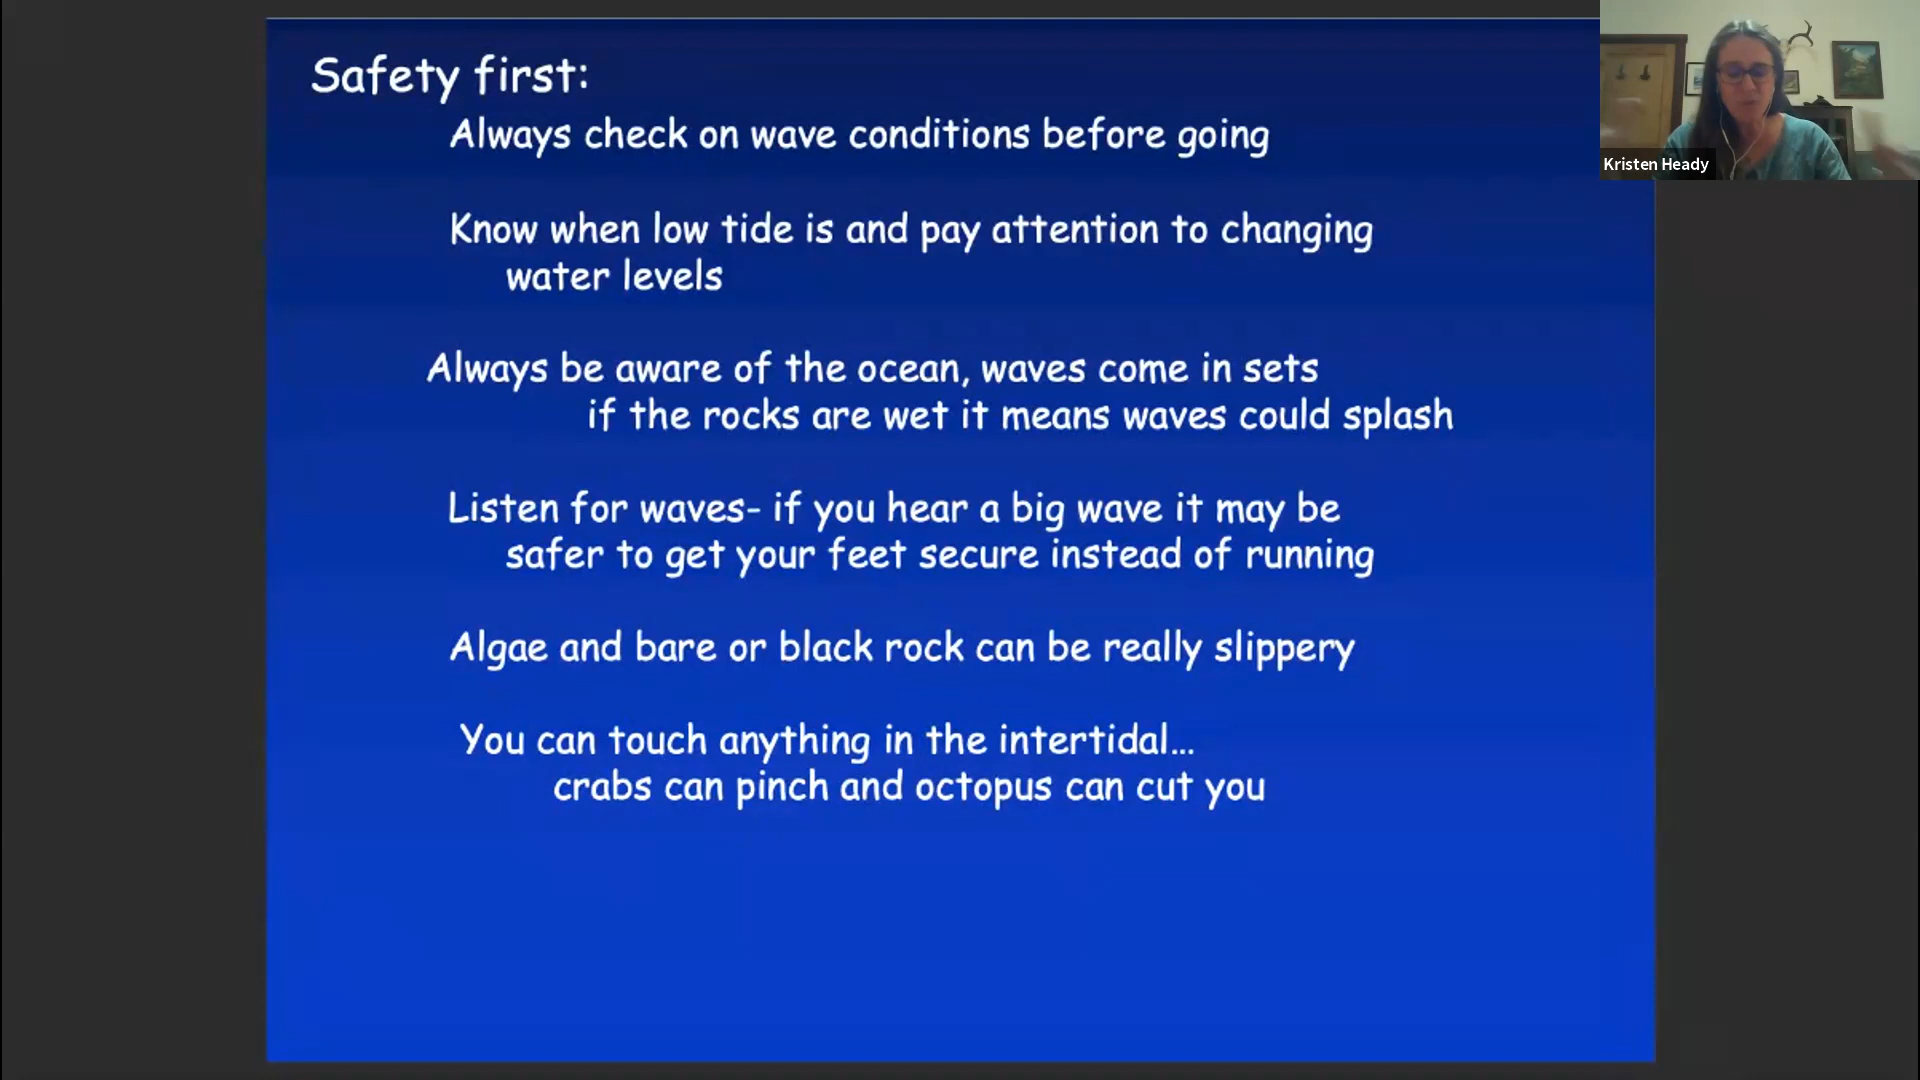 Safety first:
Always check on wave conditions before going
Know when low tide is and pay attention to changing
water levels
Always be aware of the ocean, waves come in sets
if the rocks are wet it means waves could splash
Listen for waves- if you hear a big wave it may be
safer to get your feet secure instead of running
Algae and bare or black rock can be really slippery
You can touch anything in the intertidal...
crabs can pinch and octopus can cut you
Kristen Heady